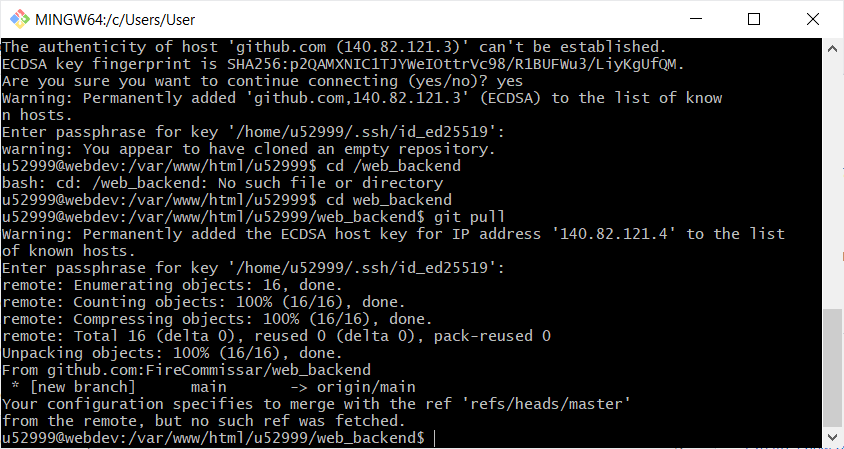 MINGW64:/c/Users/User
The authenticity of host 'github.com (140.82.121.3)' can't be established.
ECDSA key fingerprint is SHA256:p2QAMXNIC1TJYWeIOttrVc98/R1BUFWu3/LiyKgUfQM.
Are you sure you want to continue connecting (yes/no)? yes
Warning: Permanently added 'github.com,140.82.121.3' (ECDSA) to the list of know
n hosts.
Enter passphrase for key '/home/u52999/.ssh/id_ed25519':
warning: You appear to have cloned an empty repository.
u52999@webdev:/var/www/html/u52999$ cd /web_backend
bash: cd: /web_backend: No such file or directory
u52999@webdev:/var/www/html/u52999$ cd web_backend
u52999@webdev:/var/www/html/u52999/web_backend$ git pull
Warning: Permanently added the ECDSA host key for IP address '140.82.121.4' to the list
of known hosts.
Enter passphrase for key '/home/u52999/.ssh/id_ed25519':
remote: Enumerating objects: 16, done.
remote: Counting objects: 100% (16/16), done.
remote: Compressing objects: 100% (16/16), done.
remote: Total 16 (delta 0), reused 0 (delta 0), pack-reused 0
Unpacking objects: 100% (16/16), done.
From github.com:FireCommissar/web_backend
 * [new branch]      main       -> origin/main
Your configuration specifies to merge with the ref 'refs/heads/master'
from the remote, but no such ref was fetched.
u52999@webdev:/var/www/html/u52999/web_backend$